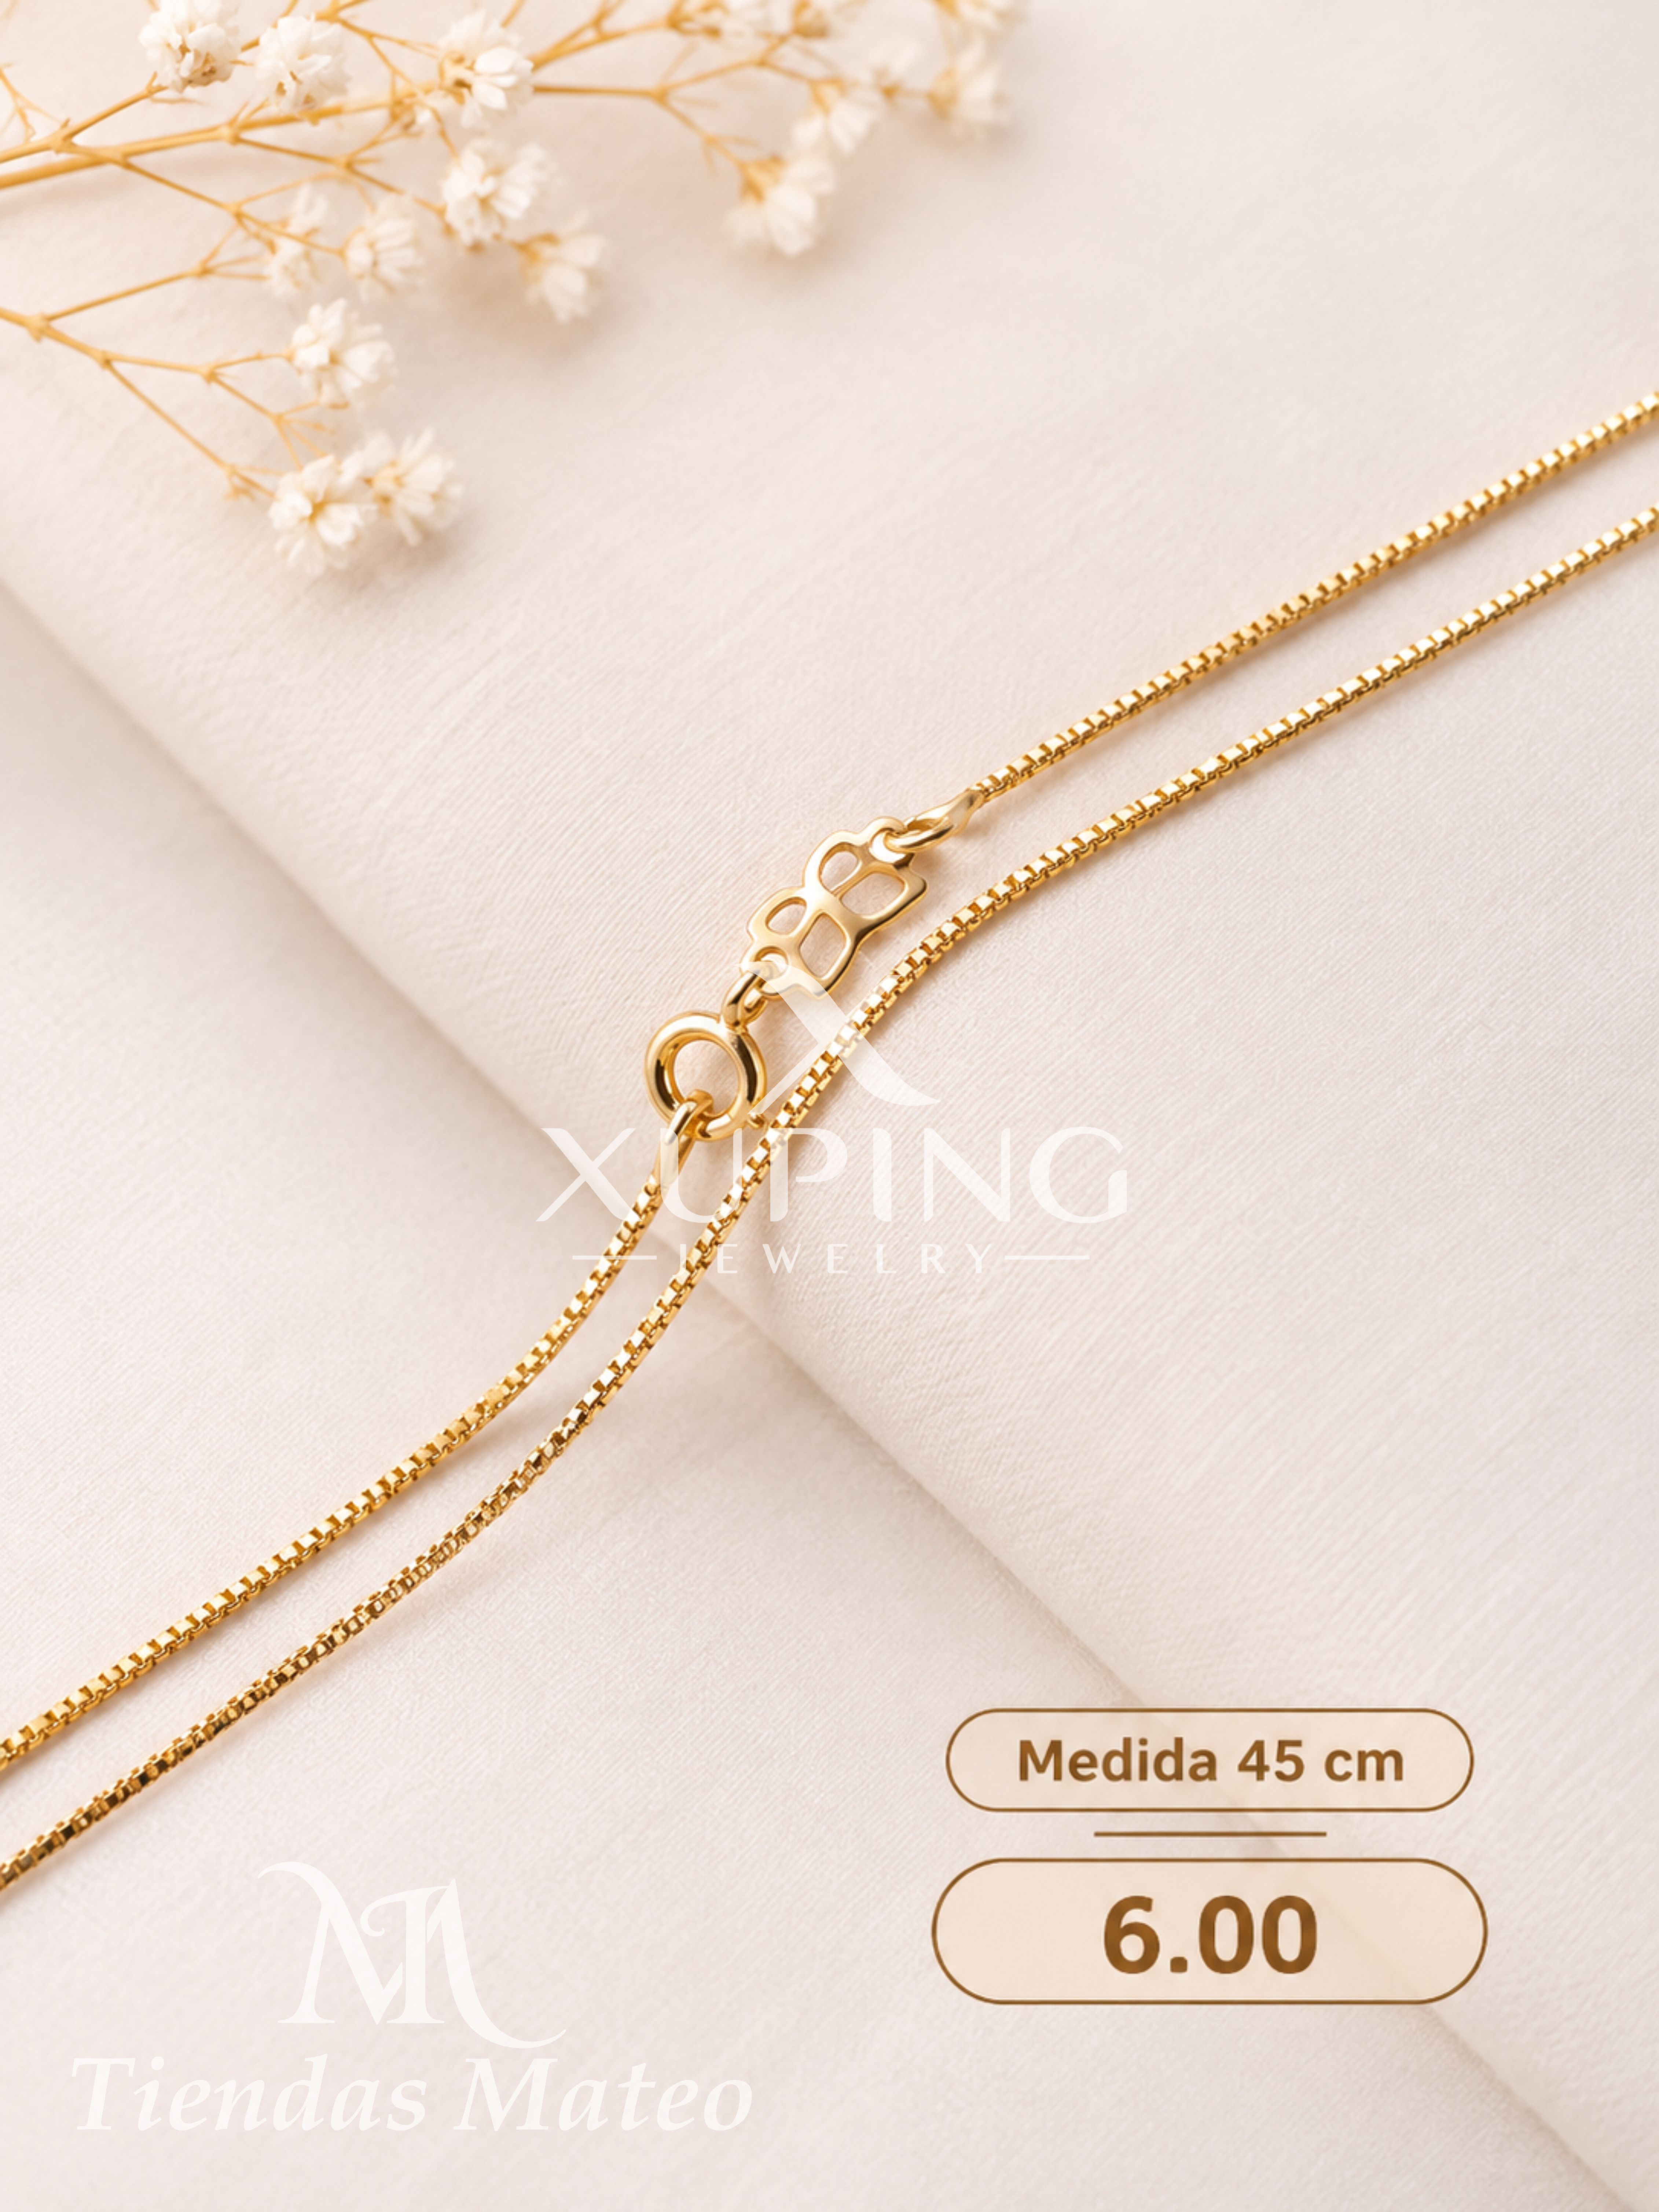 XUPING
JEWELRY
Medida 45 cm
6.00
M
Tiendas Mateo